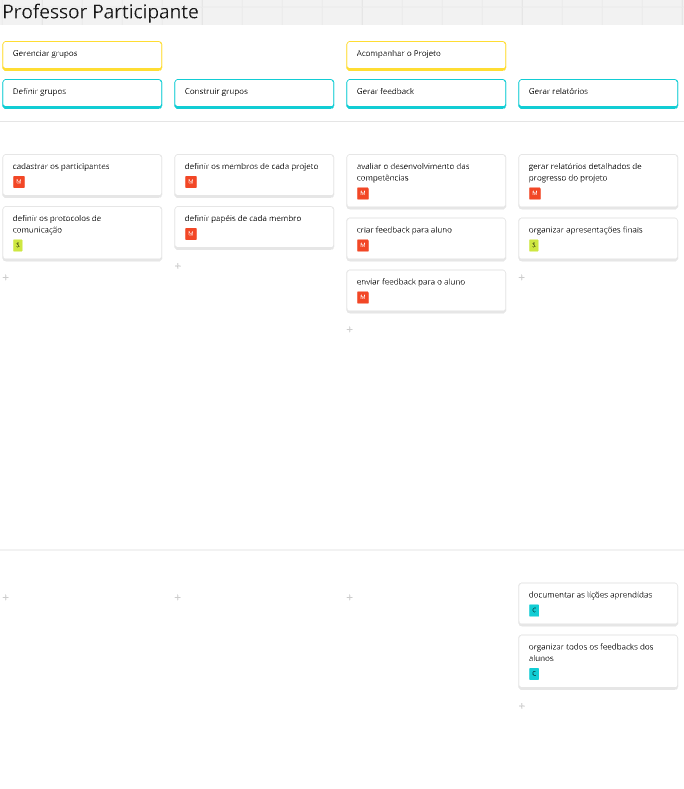 Professor Participante
Gerenciar grupos
Acompanhar o Projeto
Definir grupos
Construir grupos
Gerar feedback
Gerar relatórios
cadastrar os participantes
M
definir os protocolos de
comunicação
S
definir os membros de cada projeto
M
definir papéis de cada membro
M
avaliar o desenvolvimento das
competências
M
criar feedback para aluno
M
enviar feedback para o aluno
M
gerar relatórios detalhados de
progresso do projeto
M
organizar apresentações finais
S
documentar as lições aprendidas
C
organizar todos os feedbacks dos
alunos
C